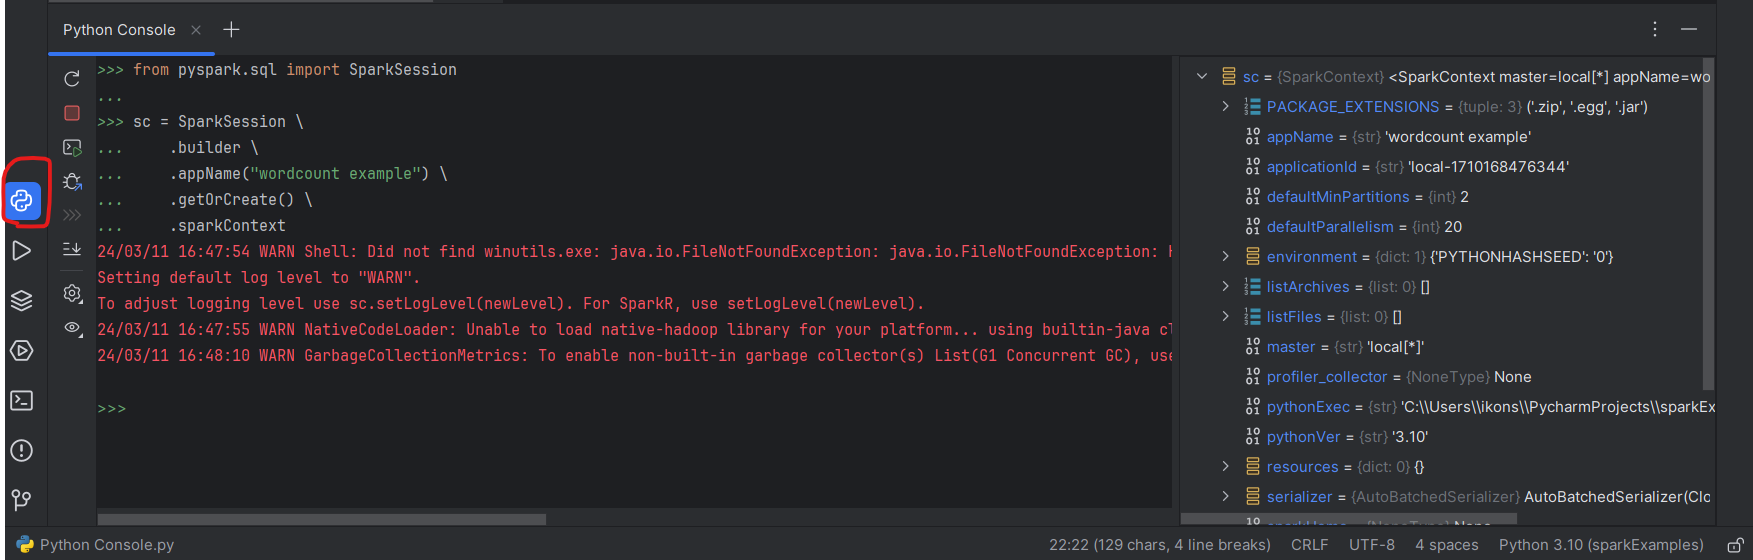 Python Console
>>> from pyspark.sql import SparkSession
...
>>> sc = SparkSession \
...     .builder \
...     .appName("wordcount example") \
...     .getOrCreate() \
...     .sparkContext
24/03/11 16:47:54 WARN Shell: Did not find winutils.exe: java.io.FileNotFoundException: java.io.FileNotFoundException:
Setting default log level to "WARN".
To adjust logging level use sc.setLogLevel(newLevel). For SparkR, use setLogLevel(newLevel).
24/03/11 16:47:55 WARN NativeCodeLoader: Unable to load native-hadoop library for your platform... using builtin-java cl
24/03/11 16:48:10 WARN GarbageCollectionMetrics: To enable non-built-in garbage collector(s) List(G1 Concurrent GC), use
>>>
sc = {SparkContext} <SparkContext master=local[*] appName=wo
PACKAGE_EXTENSIONS = {tuple: 3} ('.zip', '.egg', '.jar')
appName = {str} 'wordcount example'
applicationId = {str} 'local-1710168476344'
defaultMinPartitions = {int} 2
defaultParallelism = {int} 20
environment = {dict: 1} {'PYTHONHASHSEED': '0'}
listArchives = {list: 0} []
listFiles = {list: 0} []
master = {str} 'local[*]'
profiler_collector = {NoneType} None
pythonExec = {str} 'C:\\Users\\ikons\\PycharmProjects\\sparkEx
pythonVer = {str} '3.10'
resources = {dict: 0} {}
serializer = {AutoBatchedSerializer} AutoBatchedSerializer(Clo
Python Console.py
22:22 (129 chars, 4 line breaks) CRLF UTF-8 4 spaces Python 3.10 (sparkExamples)